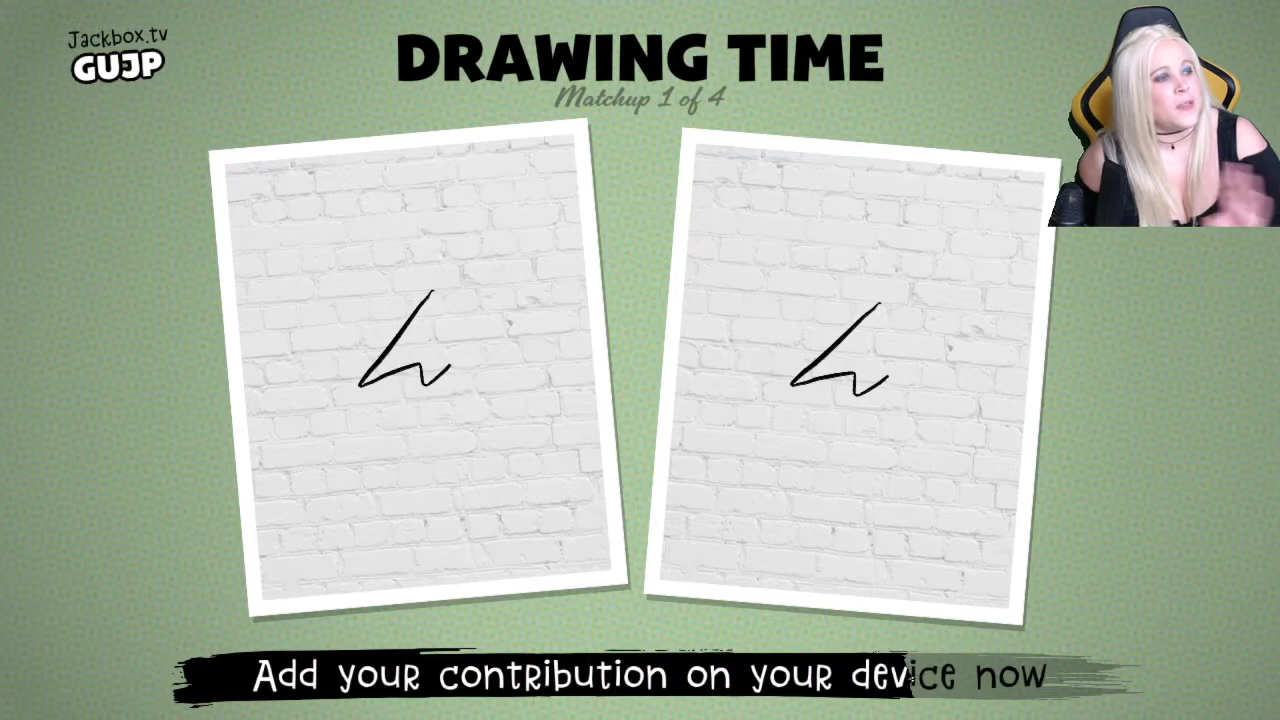 Jackbox.tv
GUJP
DRAWING TIME
Matchup 1 of 4
Add your contribution on your device now